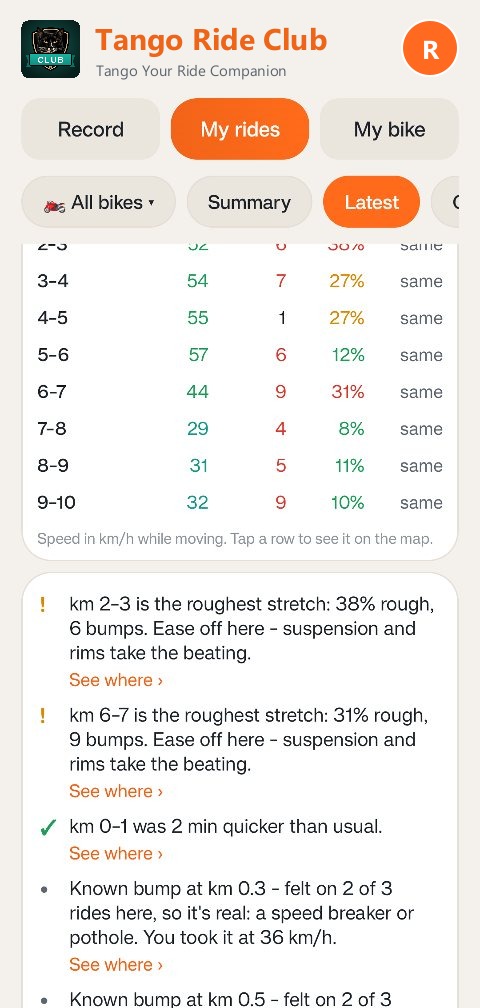 Tango Ride Club
CLUB
Tango Your Ride Companion
R
Record
My rides
My bike
All bikes ▾
Summary
Latest
2-3 52 6 38% same
3-4 54 7 27% same
4-5 55 1 27% same
5-6 57 6 12% same
6-7 44 9 31% same
7-8 29 4 8% same
8-9 31 5 11% same
9-10 32 9 10% same
Speed in km/h while moving. Tap a row to see it on the map.
! km 2-3 is the roughest stretch: 38% rough,
6 bumps. Ease off here - suspension and
rims take the beating.
See where ›
! km 6-7 is the roughest stretch: 31% rough,
9 bumps. Ease off here - suspension and
rims take the beating.
See where ›
✓ km 0-1 was 2 min quicker than usual.
See where ›
• Known bump at km 0.3 - felt on 2 of 3
rides here, so it's real: a speed breaker or
pothole. You took it at 36 km/h.
See where ›
• Known bump at km 0.5 - felt on 2 of 3